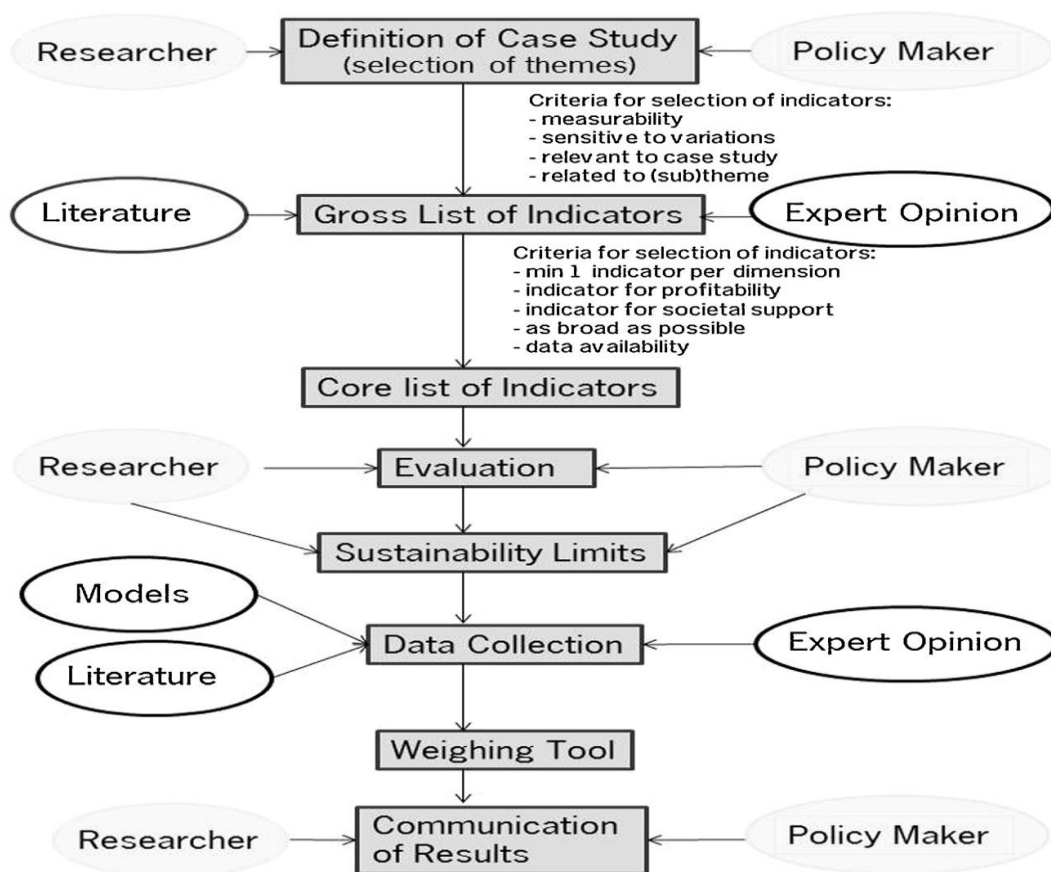 Researcher
Definition of Case Study
(selection of themes)
Policy Maker
Criteria for selection of indicators:
- measurability
- sensitive to variations
- relevant to case study
- related to (sub)theme
Literature
Gross List of Indicators
Expert Opinion
Criteria for selection of indicators:
- min 1 indicator per dimension
- indicator for profitability
- indicator for societal support
- as broad as possible
- data availability
Core list of Indicators
Researcher
Evaluation
Policy Maker
Sustainability Limits
Models
Data Collection
Expert Opinion
Literature
Weighing Tool
Researcher
Communication
of Results
Policy Maker